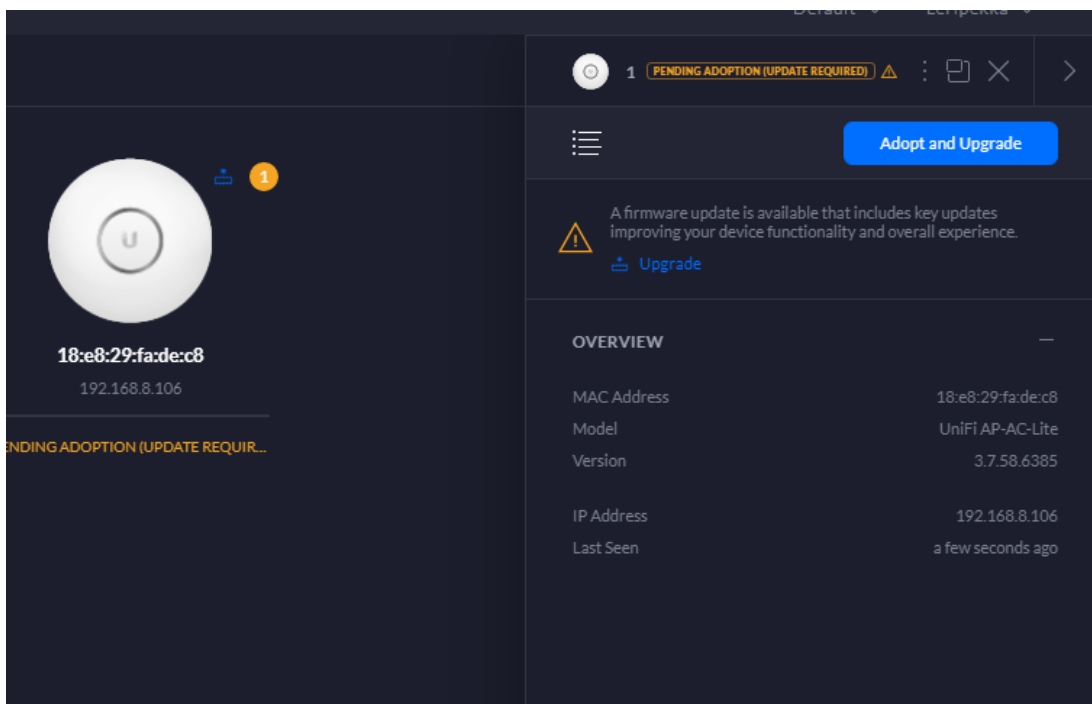 Default
1 PENDING ADOPTION (UPDATE REQUIRED)
Adopt and Upgrade
1
U
A firmware update is available that includes key updates
improving your device functionality and overall experience.
Upgrade
18:e8:29:fa:de:c8
192.168.8.106
ENDING ADOPTION (UPDATE REQUIR...
OVERVIEW
MAC Address 18:e8:29:fa:de:c8
Model UniFi AP-AC-Lite
Version 3.7.58.6385
IP Address 192.168.8.106
Last Seen a few seconds ago